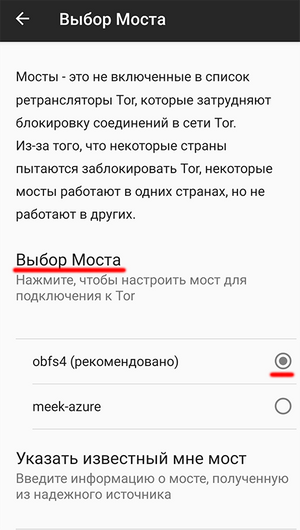 Выбор Моста
Мосты - это не включенные в список
ретрансляторы Tor, которые затрудняют
блокировку соединений в сети Tor.
Из-за того, что некоторые страны
пытаются заблокировать Tor, некоторые
мосты работают в одних странах, но не
работают в других.
Выбор Моста
Нажмите, чтобы настроить мост для
подключения к Tor
obfs4 (рекомендовано)
meek-azure
Указать известный мне мост
Введите информацию о мосте, полученную
из надежного источника